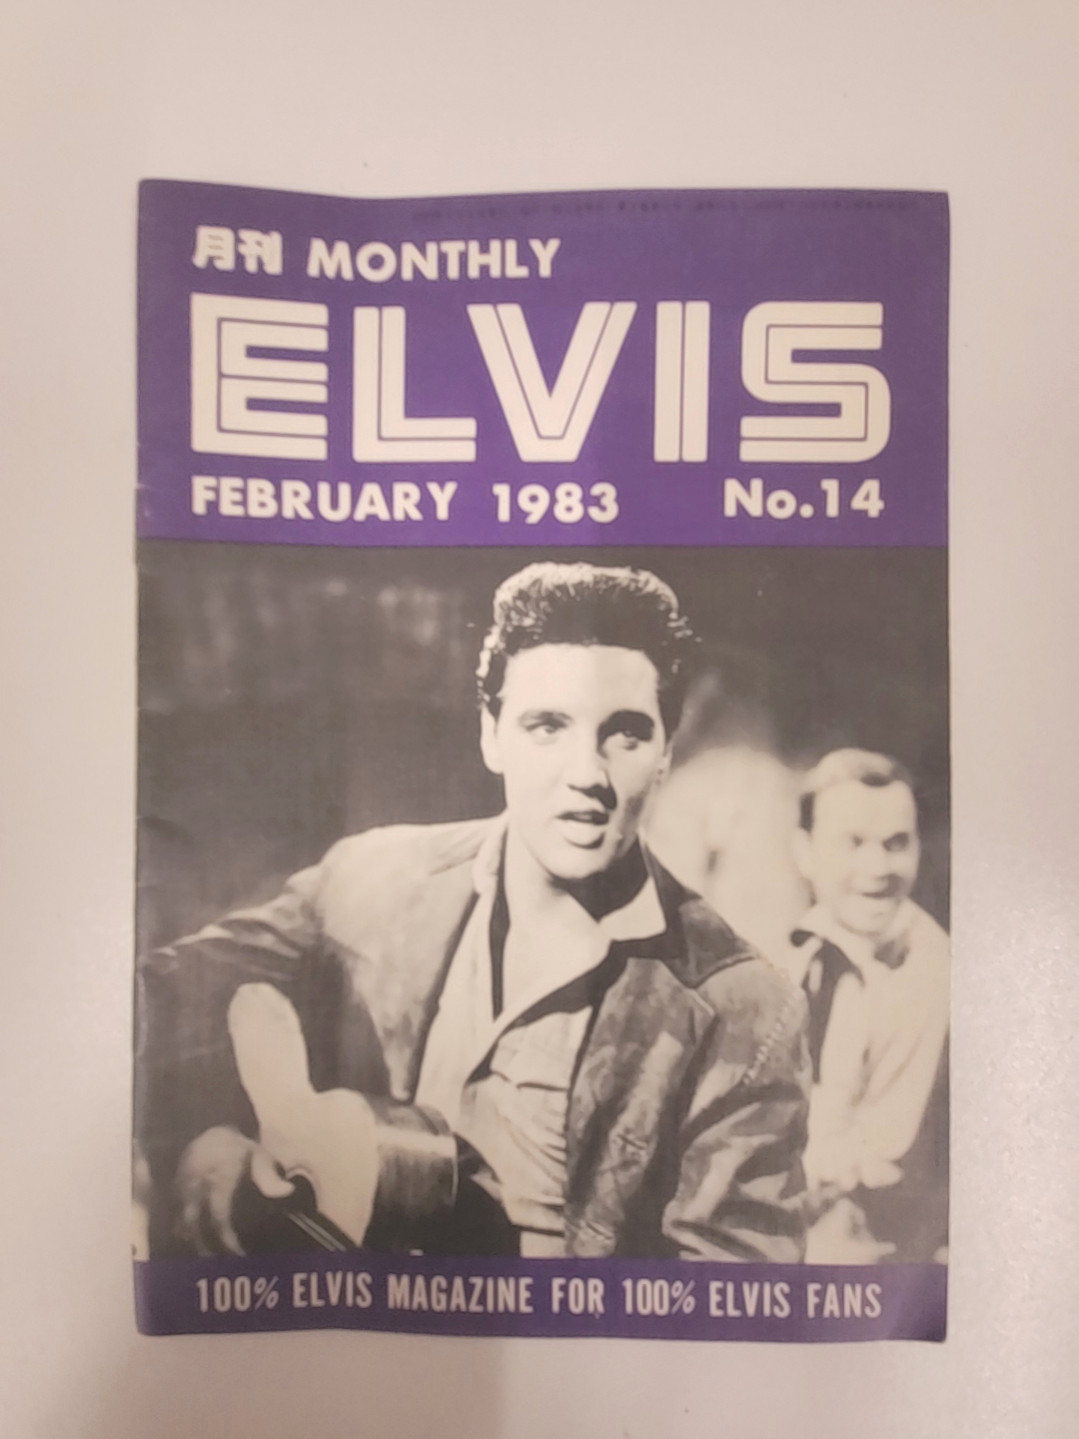 月刊 MONTHLY
ELVIS
FEBRUARY 1983 No.14
100% ELVIS MAGAZINE FOR 100% ELVIS FANS